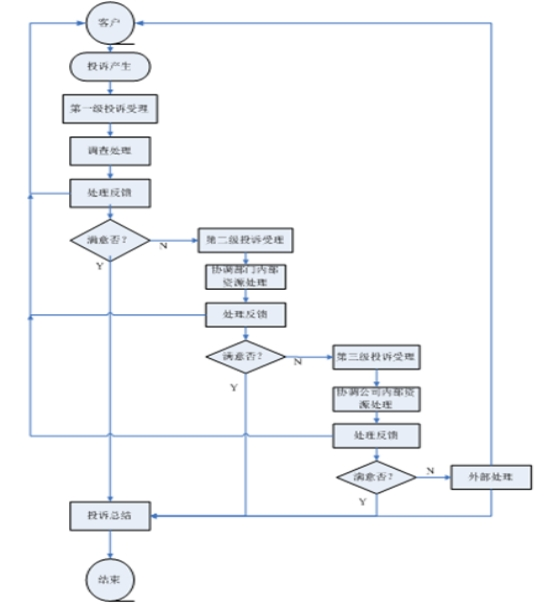 客户
投诉产生
第一级投诉受理
调查处理
处理反馈
满意否？
N
Y
第二级投诉受理
协调部门内部
资源处理
处理反馈
满意否？
N
Y
第三级投诉受理
协调公司内部资
源处理
处理反馈
满意否？
N
Y
外部处理
投诉总结
结束